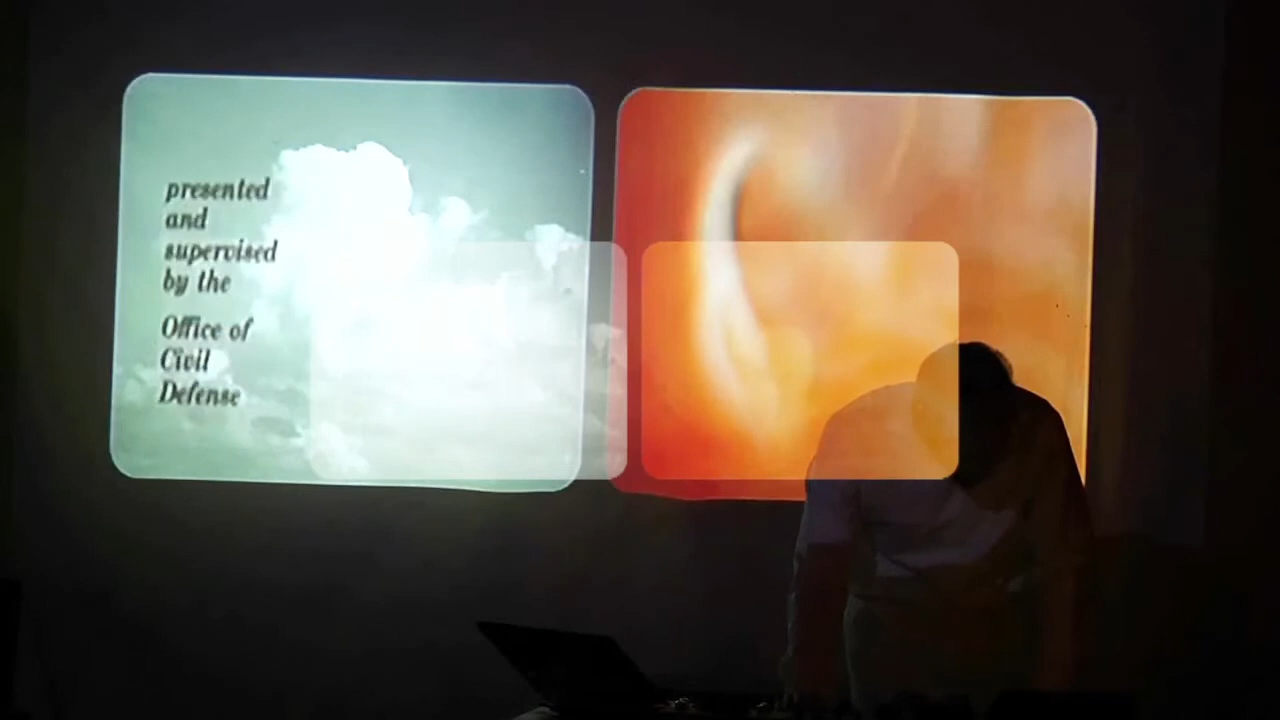 presented
and
supervised
by the
Office of
Civil
Defense